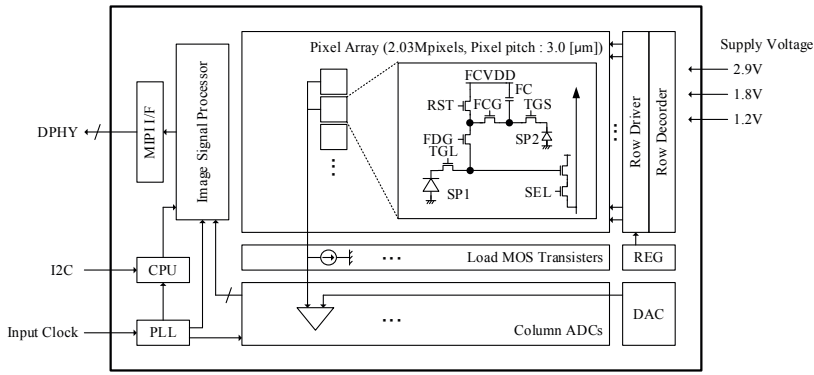 Pixel Array (2.03Mpixels, Pixel pitch : 3.0 [µm])
Supply Voltage
2.9V
1.8V
1.2V
FCVDD
FC
RST
FCG
TGS
SP2
FDG
TGL
SP1
SEL
DPHY
MIPI I/F
Image Signal Processor
Row Driver
Row Decorder
I2C
CPU
Load MOS Transisters
REG
Input Clock
PLL
Column ADCs
DAC